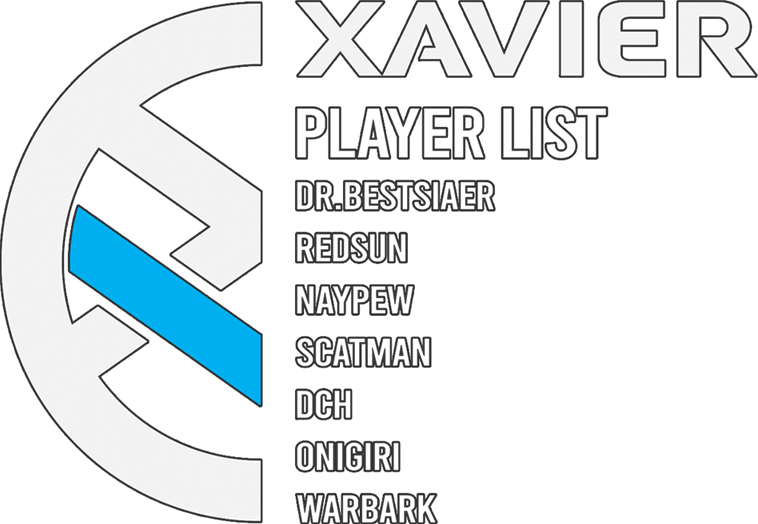 XAVIER
PLAYER LIST
DR.BESTSIAER
REDSUN
NAYPEW
SCATMAN
DCH
ONIGIRI
WARBARK